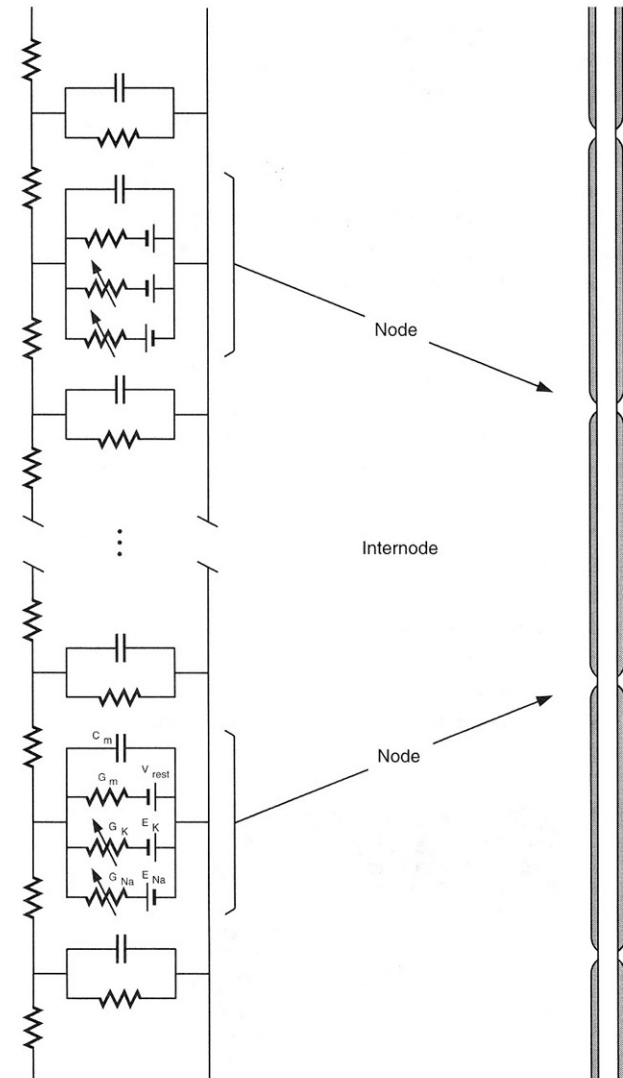 Node
...
Internode
Node
C m
G m
V rest
G K
E K
G Na
E Na